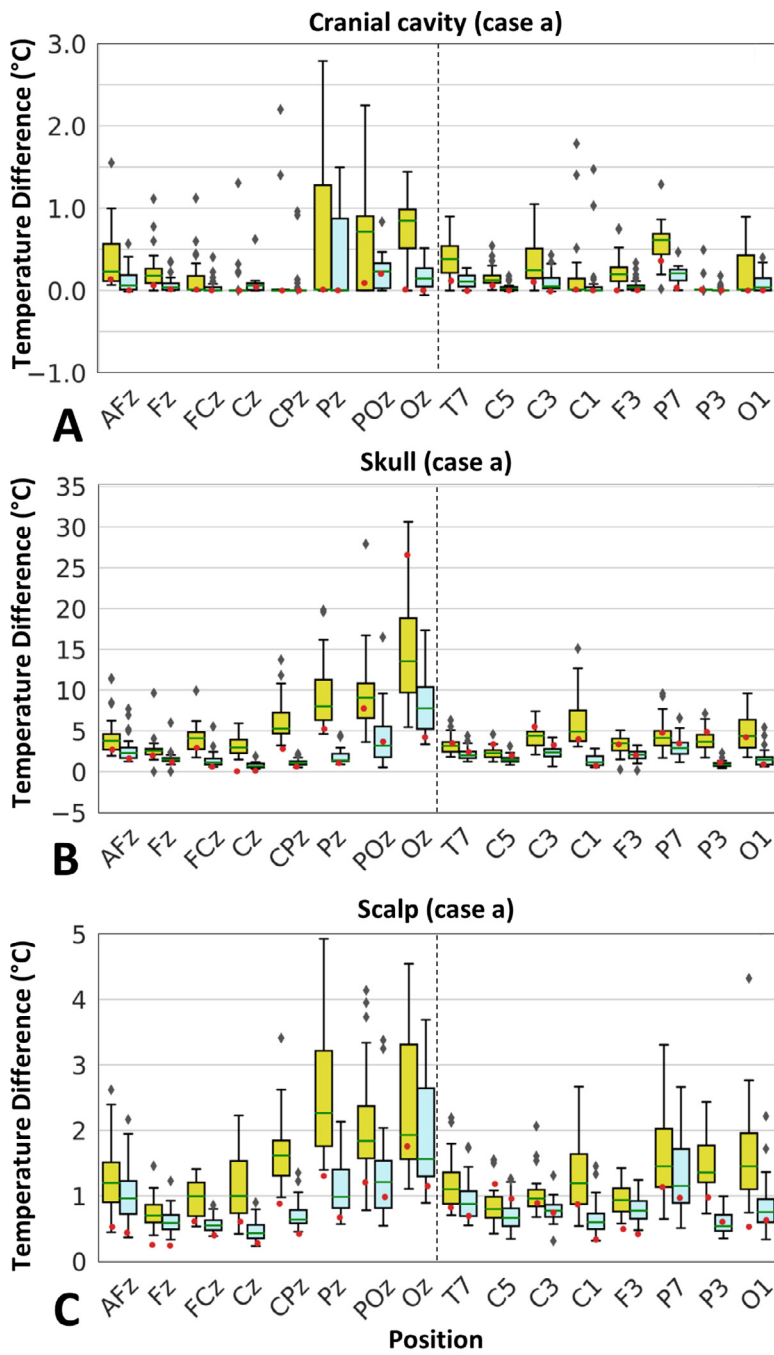 Cranial cavity (case a)
Temperature Difference (°C)
3.0
2.0
1.0
0.0
−1.0
AFz Fz FCz Cz CPz Pz POz Oz T7 C5 C3 C1 F3 P7 P3 O1
A
Skull (case a)
Temperature Difference (°C)
35
30
25
20
15
10
5
0
−5
AFz Fz FCz Cz CPz Pz POz Oz T7 C5 C3 C1 F3 P7 P3 O1
B
Scalp (case a)
Temperature Difference (°C)
5
4
3
2
1
0
AFz Fz FCz Cz CPz Pz POz Oz T7 C5 C3 C1 F3 P7 P3 O1
C
Position